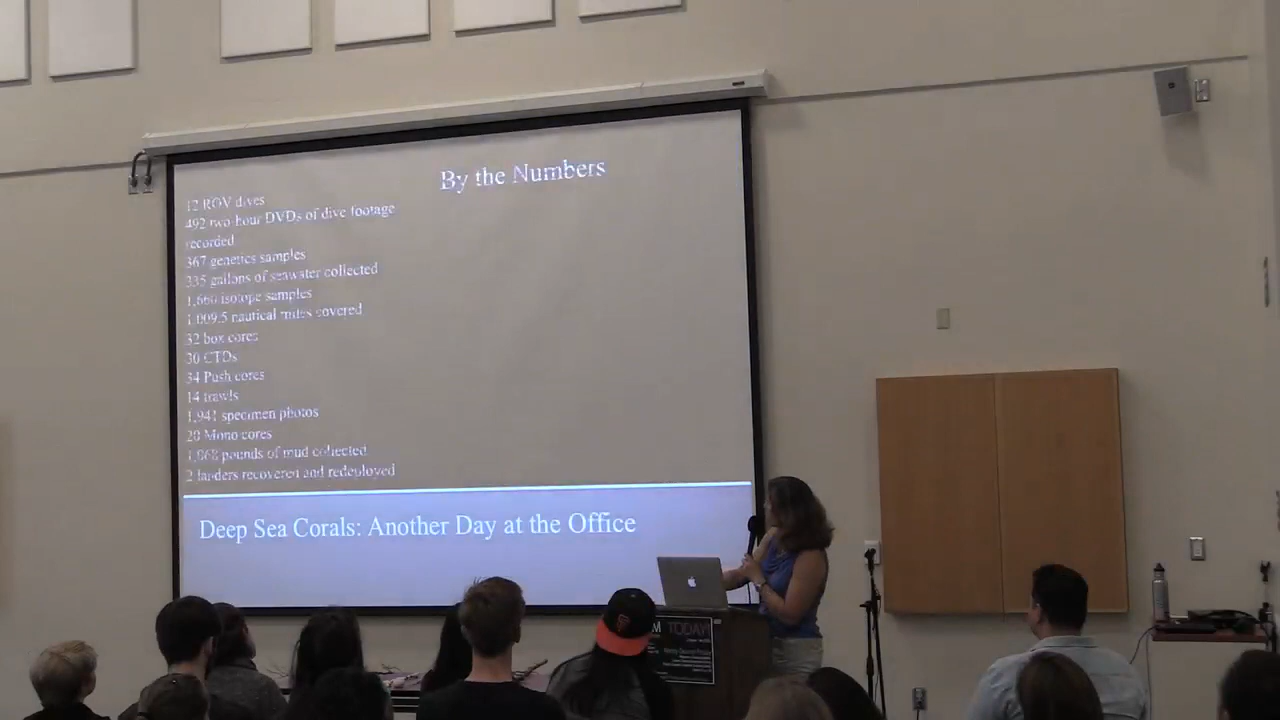 By the Numbers
12 ROV dives
492 two-hour DVDs of dive footage
recorded
367 genetics samples
335 gallons of seawater collected
1,660 isotope samples
1,009.5 nautical miles covered
32 box cores
30 CTDs
34 Push cores
14 trawls
1,941 specimen photos
20 Mono cores
1,868 pounds of mud collected
2 landers recovered and redeployed
Deep Sea Corals: Another Day at the Office
TODAY!